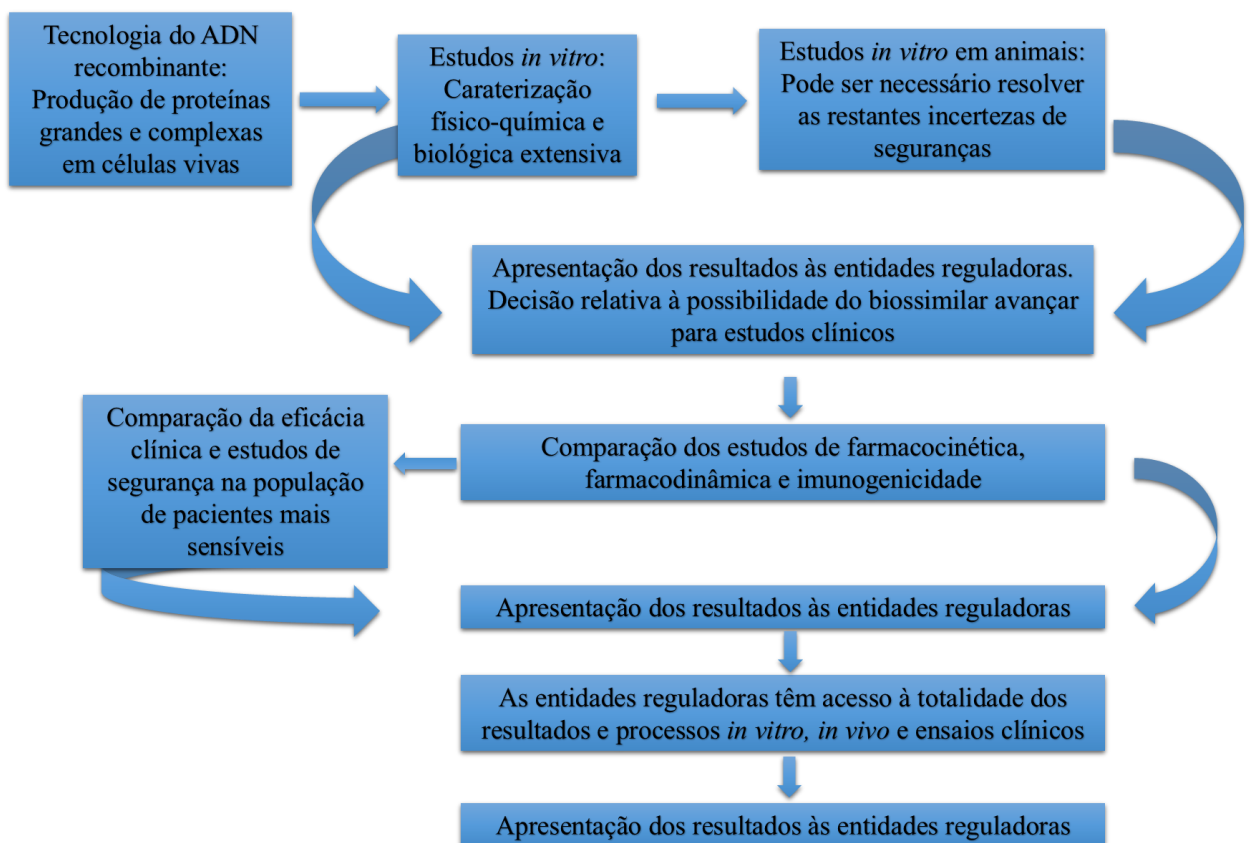 Tecnologia do ADN
recombinante:
Produção de proteínas
grandes e complexas
em células vivas
Estudos in vitro:
Caraterização
físico-química e
biológica extensiva
Estudos in vitro em animais:
Pode ser necessário resolver
as restantes incertezas de
seguranças
Apresentação dos resultados às entidades reguladoras.
Decisão relativa à possibilidade do biossimilar avançar
para estudos clínicos
Comparação da eficácia
clínica e estudos de
segurança na população
de pacientes mais
sensíveis
Comparação dos estudos de farmacocinética,
farmacodinâmica e imunogenicidade
Apresentação dos resultados às entidades reguladoras
As entidades reguladoras têm acesso à totalidade dos
resultados e processos in vitro, in vivo e ensaios clínicos
Apresentação dos resultados às entidades reguladoras